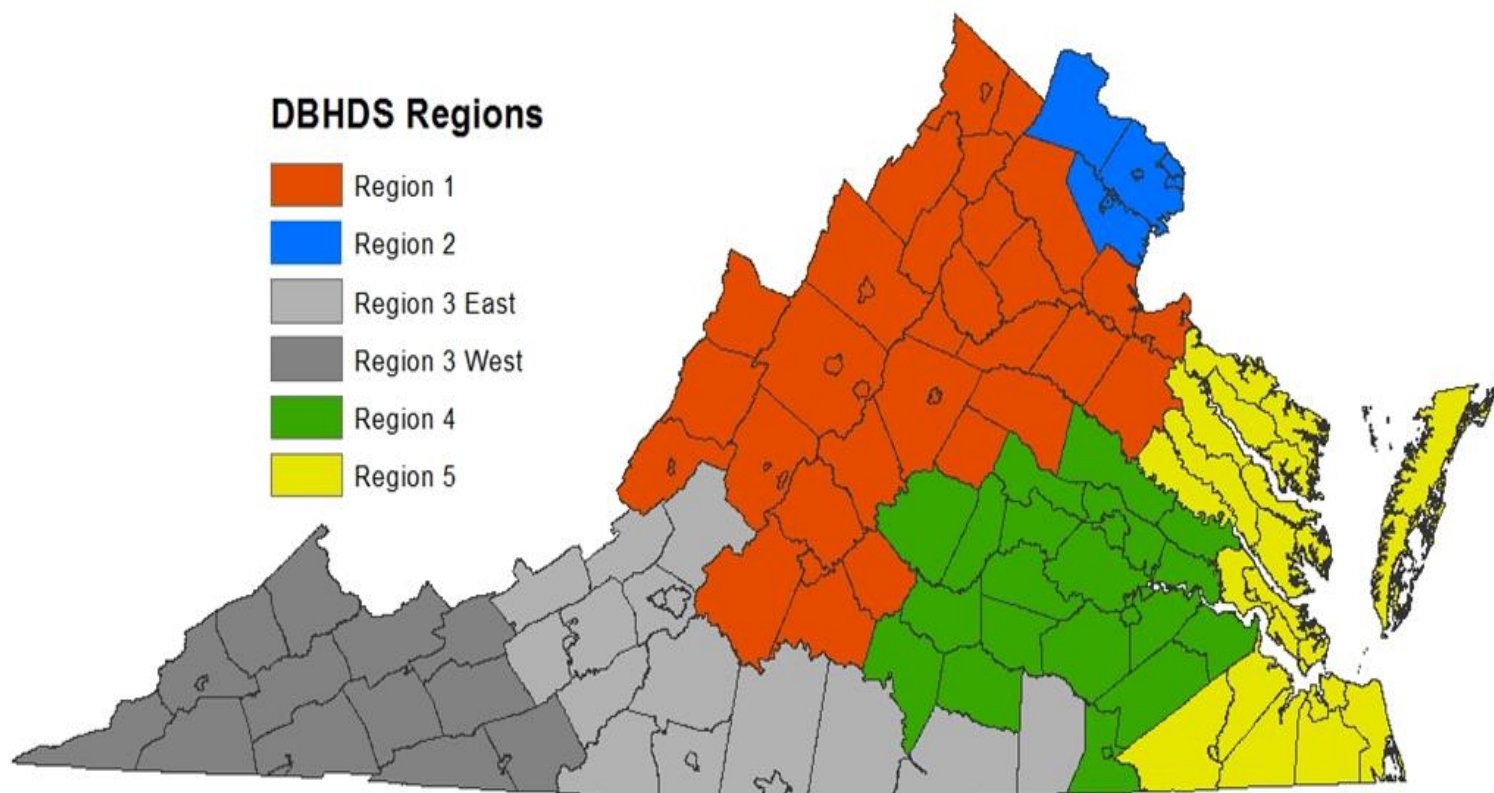 DBHDS Regions
Region 1
Region 2
Region 3 East
Region 3 West
Region 4
Region 5